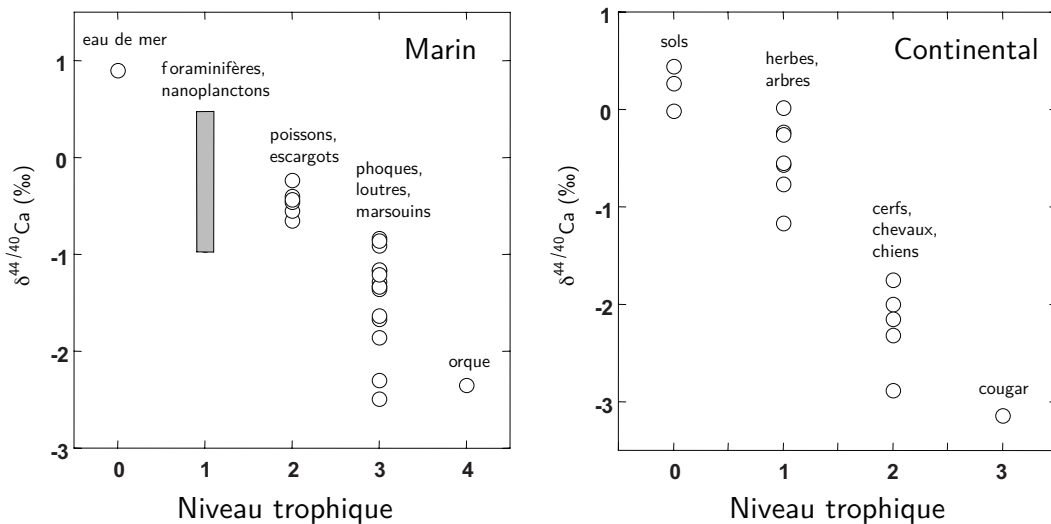 Marin
eau de mer
foraminifères,
nanoplanctons
poissons,
escargots
phoques,
loutres,
marsouins
orque
1
0
-1
-2
-3
δ44/40Ca (‰)
0 1 2 3 4
Niveau trophique
Continental
sols
herbes,
arbres
cerfs,
chevaux,
chiens
cougar
1
0
-1
-2
-3
δ44/40Ca (‰)
0 1 2 3
Niveau trophique